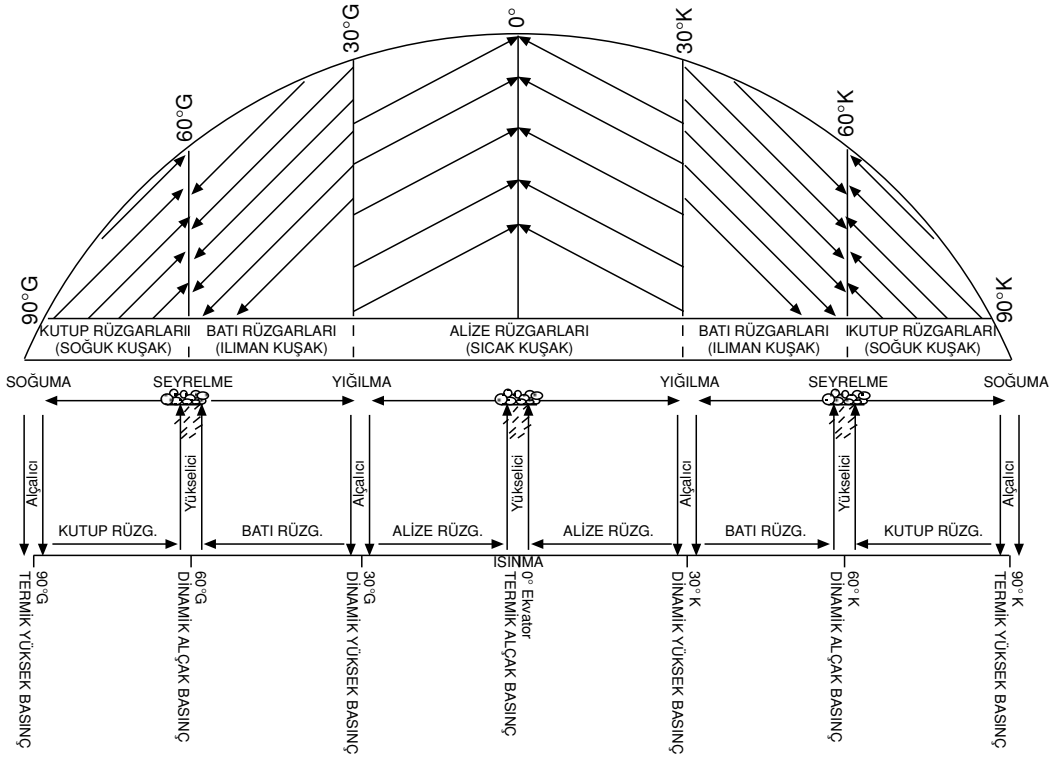 90°G
60°G
30°G
0°
30°K
60°K
90°K
KUTUP RÜZGARLARII
(SOĞUK KUŞAK)
BATI RÜZGARLARI
(ILIMAN KUŞAK)
ALİZE RÜZGARLARI
(SICAK KUŞAK)
BATI RÜZGARLARI
(ILIMAN KUŞAK)
IKUTUP RÜZGARLARI
(SOĞUK KUŞAK)
SOĞUMA
SEYRELME
YIĞILMA
YIĞILMA
SEYRELME
SOĞUMA
Alçalıcı
Yükselici
Alçalıcı
Yükselici
Alçalıcı
Yükselici
Alçalıcı
KUTUP RÜZG.
BATI RÜZG.
ALİZE RÜZG.
ALİZE RÜZG.
BATI RÜZG.
KUTUP RÜZG.
ISINMA
90°G
TERMİK YÜKSEK BASINÇ
60°G
DİNAMİK ALÇAK BASINÇ
30°G
DİNAMİK YÜKSEK BASINÇ
0° Ekvator
TERMİK ALÇAK BASINÇ
30° K
DİNAMİK YÜKSEK BASINÇ
60° K
DİNAMİK ALÇAK BASINÇ
90° K
TERMİK YÜKSEK BASINÇ